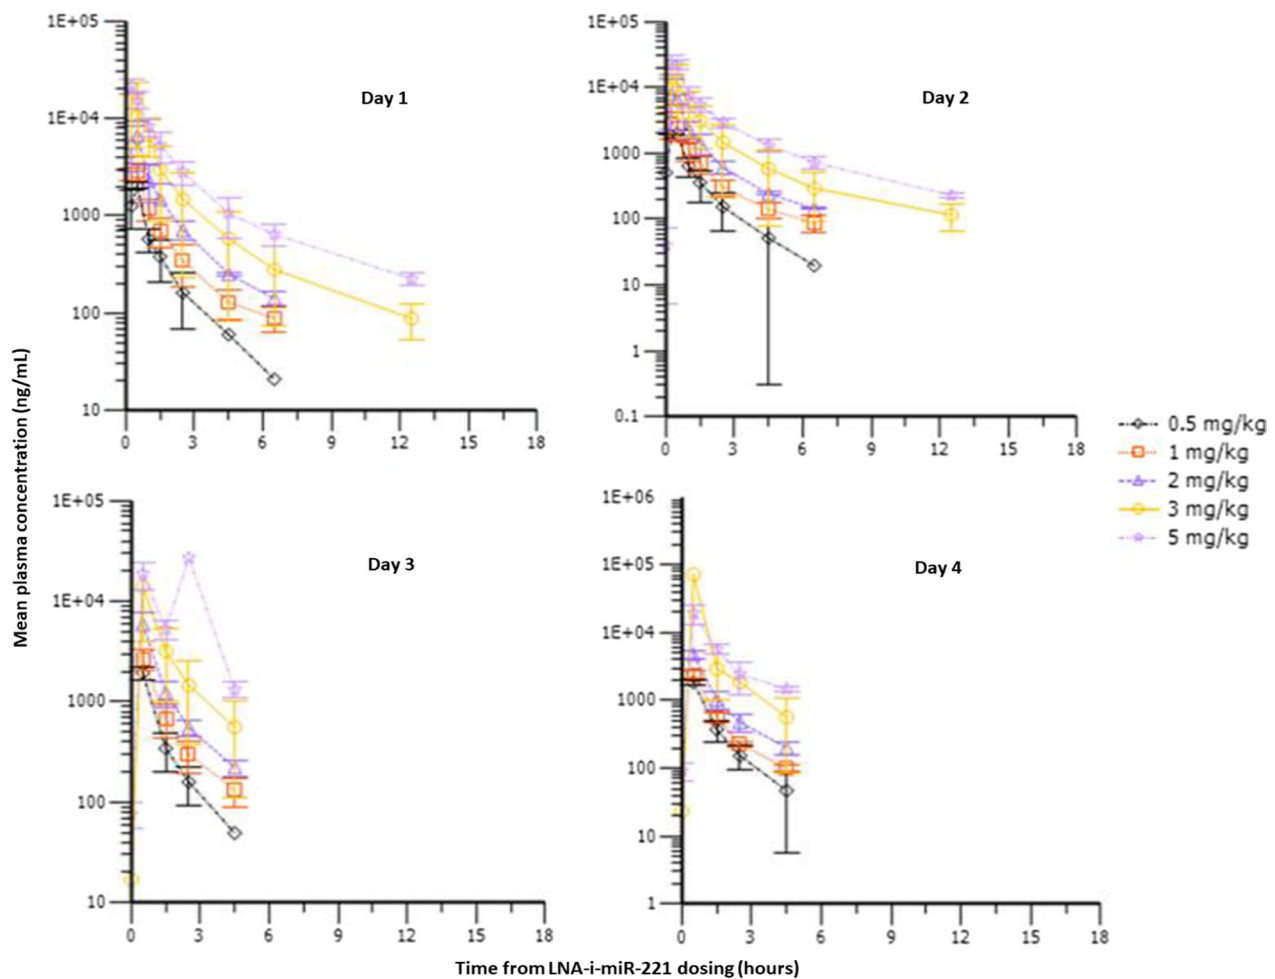 Day 1
1E+05
1E+04
1000
100
10
0 3 6 9 12 15 18
Day 2
1E+05
1E+04
1000
100
10
1
0.1
0 3 6 9 12 15 18
Mean plasma concentration (ng/mL)
0.5 mg/kg
1 mg/kg
2 mg/kg
3 mg/kg
5 mg/kg
Day 3
1E+05
1E+04
1000
100
10
0 3 6 9 12 15 18
Day 4
1E+06
1E+05
1E+04
1000
100
10
1
0 3 6 9 12 15 18
Time from LNA-i-miR-221 dosing (hours)